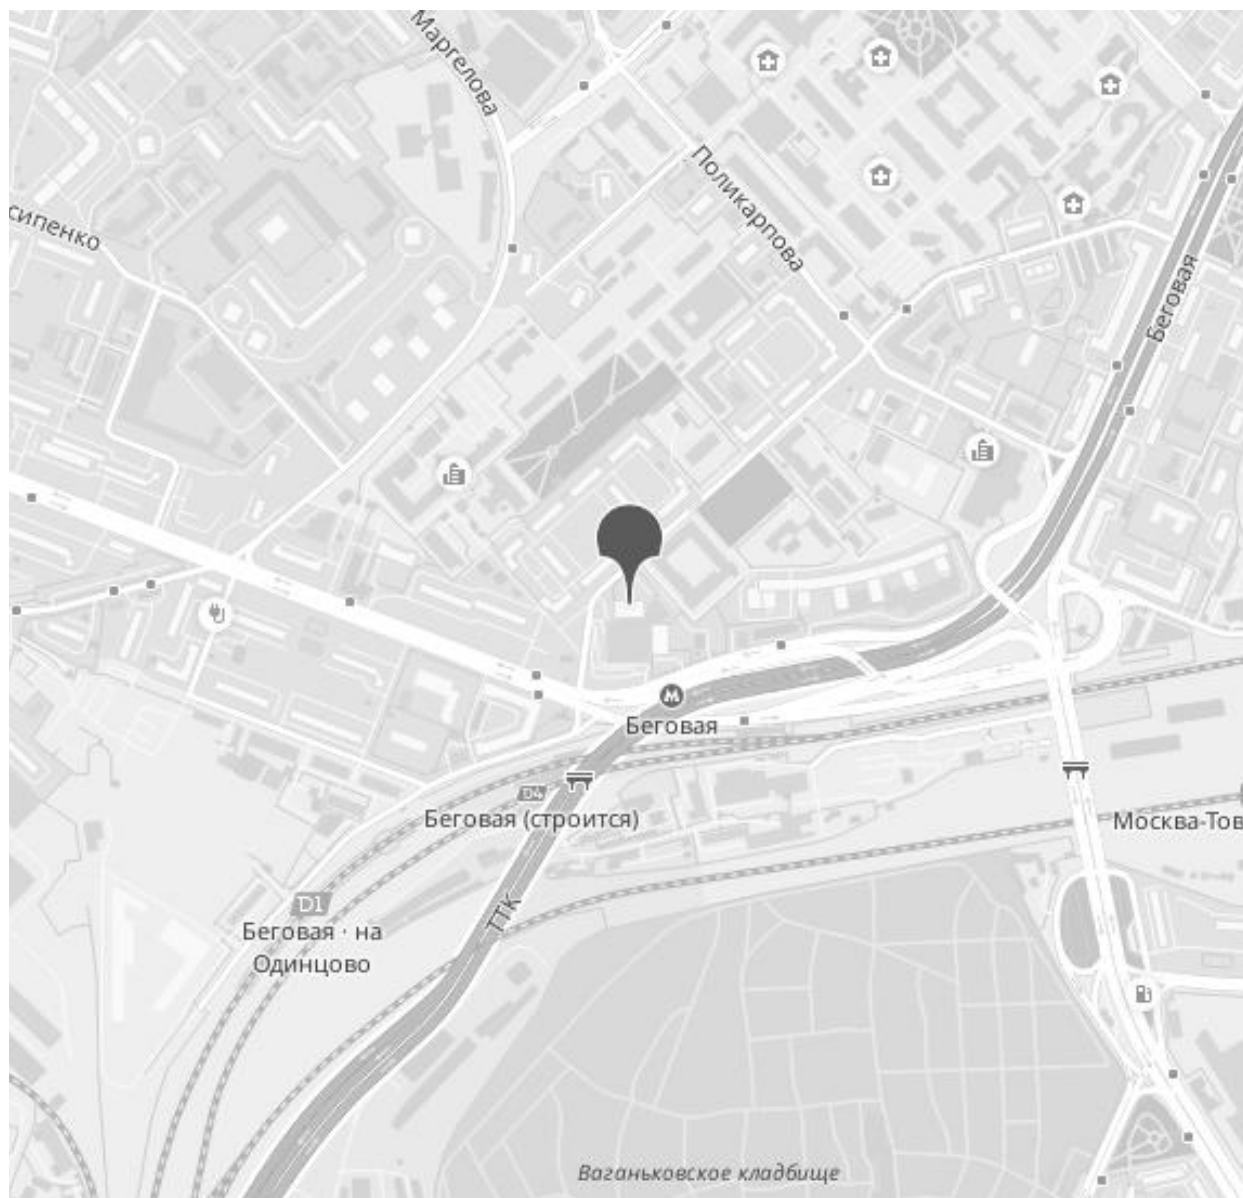 Маргелова
Поликарпова
сипенко
Беговая
М
Беговая
D4
Беговая (строится)
Москва-Тов
ТТК
D1
Беговая · на
Одинцово
Ваганьковское кладбище